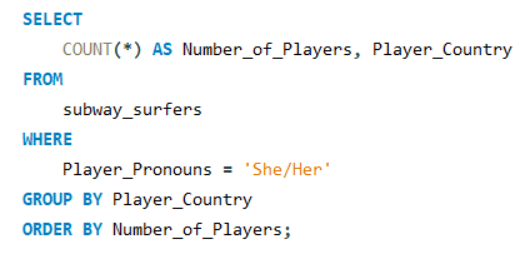 SELECT
COUNT(*) AS Number_of_Players, Player_Country
FROM
subway_surfers
WHERE
Player_Pronouns = 'She/Her'
GROUP BY Player_Country
ORDER BY Number_of_Players;